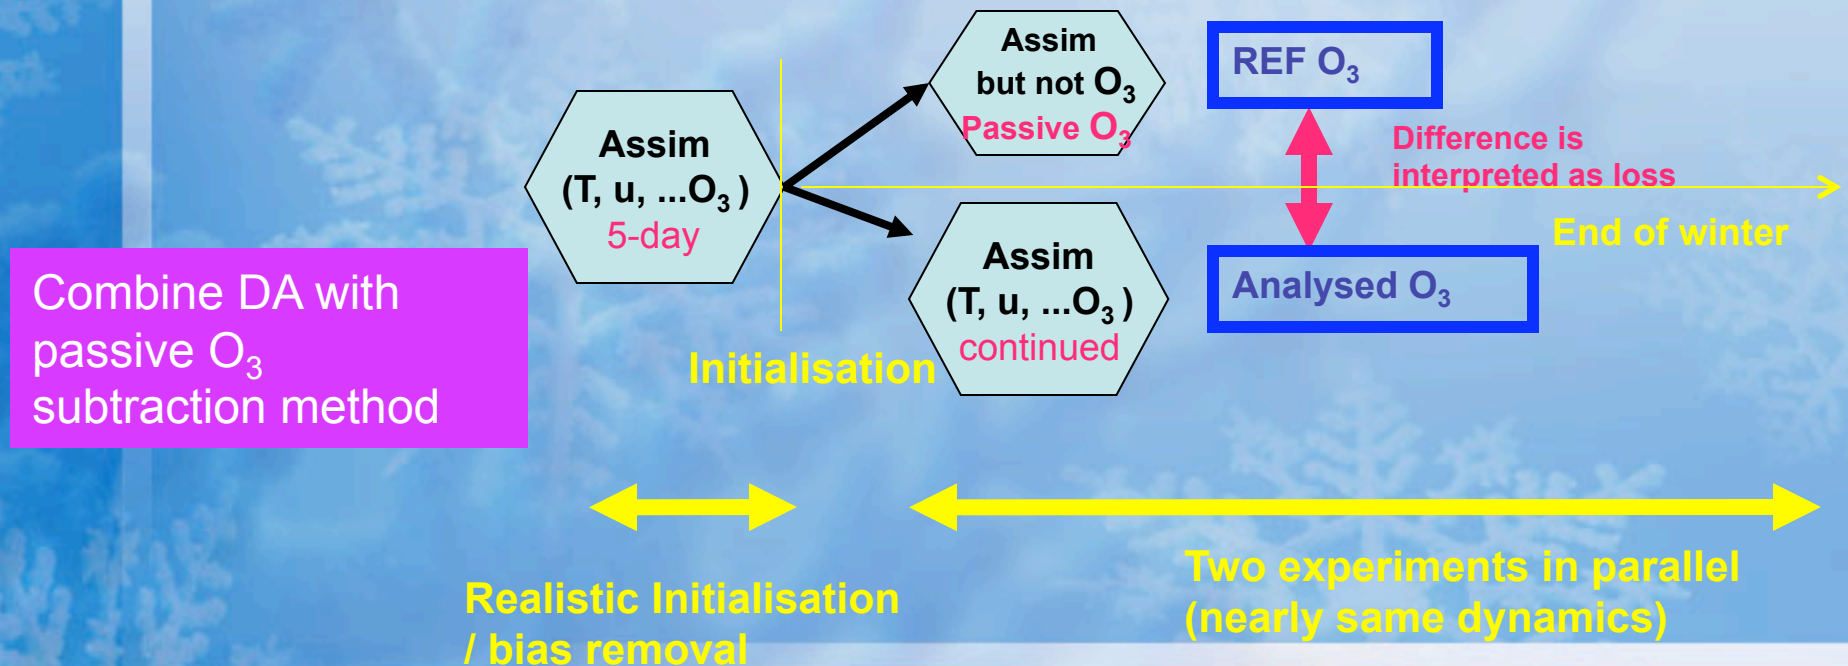 Combine DA with
passive O₃
subtraction method
Assim
(T, u, ...O₃ )
5-day
Initialisation
Assim
but not O₃
Passive O₃
Assim
(T, u, ...O₃ )
continued
REF O₃
Difference is
interpreted as loss
Analysed O₃
End of winter
Realistic Initialisation
/ bias removal
Two experiments in parallel
(nearly same dynamics)